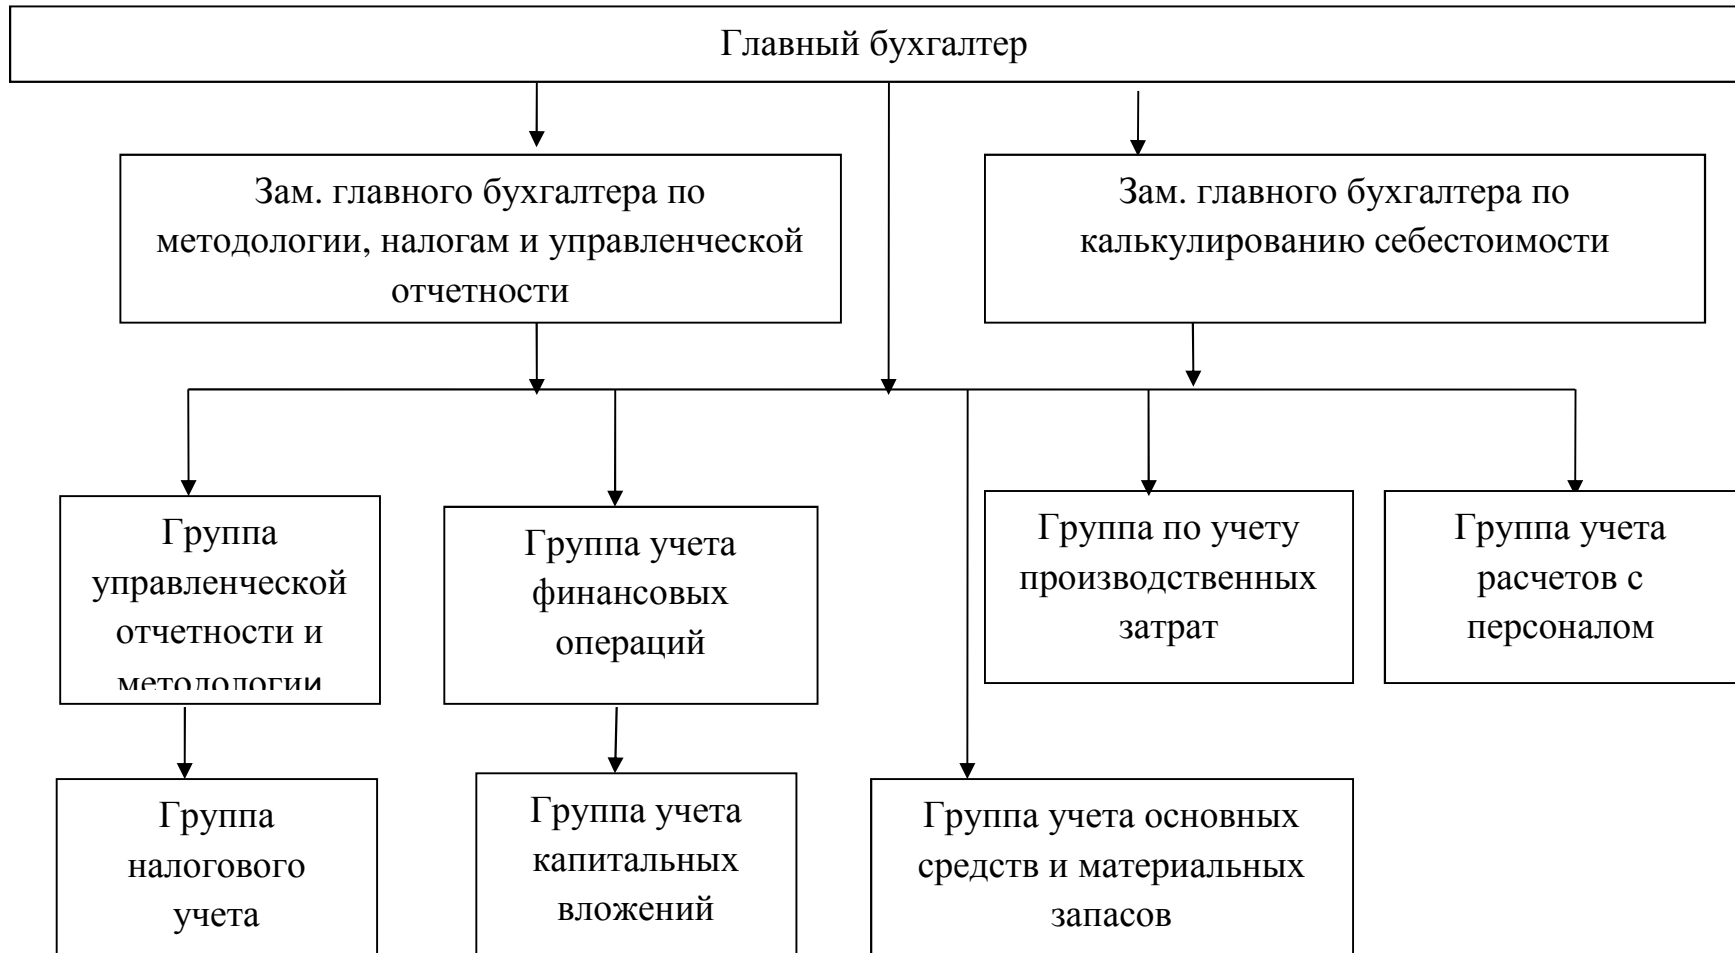 Главный бухгалтер
Зам. главного бухгалтера по
методологии, налогам и управленческой
отчетности
Зам. главного бухгалтера по
калькулированию себестоимости
Группа
управленческой
отчетности и
методологии
Группа учета
финансовых
операций
Группа по учету
производственных
затрат
Группа учета
расчетов с
персоналом
Группа
налогового
учета
Группа учета
капитальных
вложений
Группа учета основных
средств и материальных
запасов